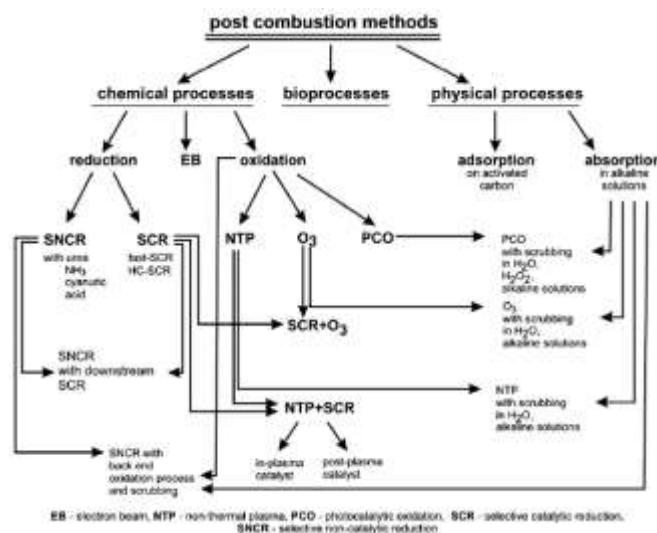 post combustion methods
chemical processes
bioprocesses
physical processes
reduction
EB
oxidation
adsorption
on activated
carbon
absorption
in alkaline
solutions
SNCR
with urea
NH3
cyanuric
acid
SCR
fast-SCR
HC-SCR
NTP
O3
PCO
PCO
with scrubbing
in H2O,
H2O2,
alkaline solutions
SCR+O3
O3
with scrubbing
in H2O,
alkaline solutions
SNCR
with downstream
SCR
NTP+SCR
NTP
with scrubbing
in H2O,
alkaline solutions
in-plasma
catalyst
post-plasma
catalyst
SNCR with
back end
oxidation process
and scrubbing
EB - electron beam, NTP - non-thermal plasma, PCO - photocatalytic oxidation, SCR - selective catalytic reduction,
SNCR - selective non-catalytic reduction